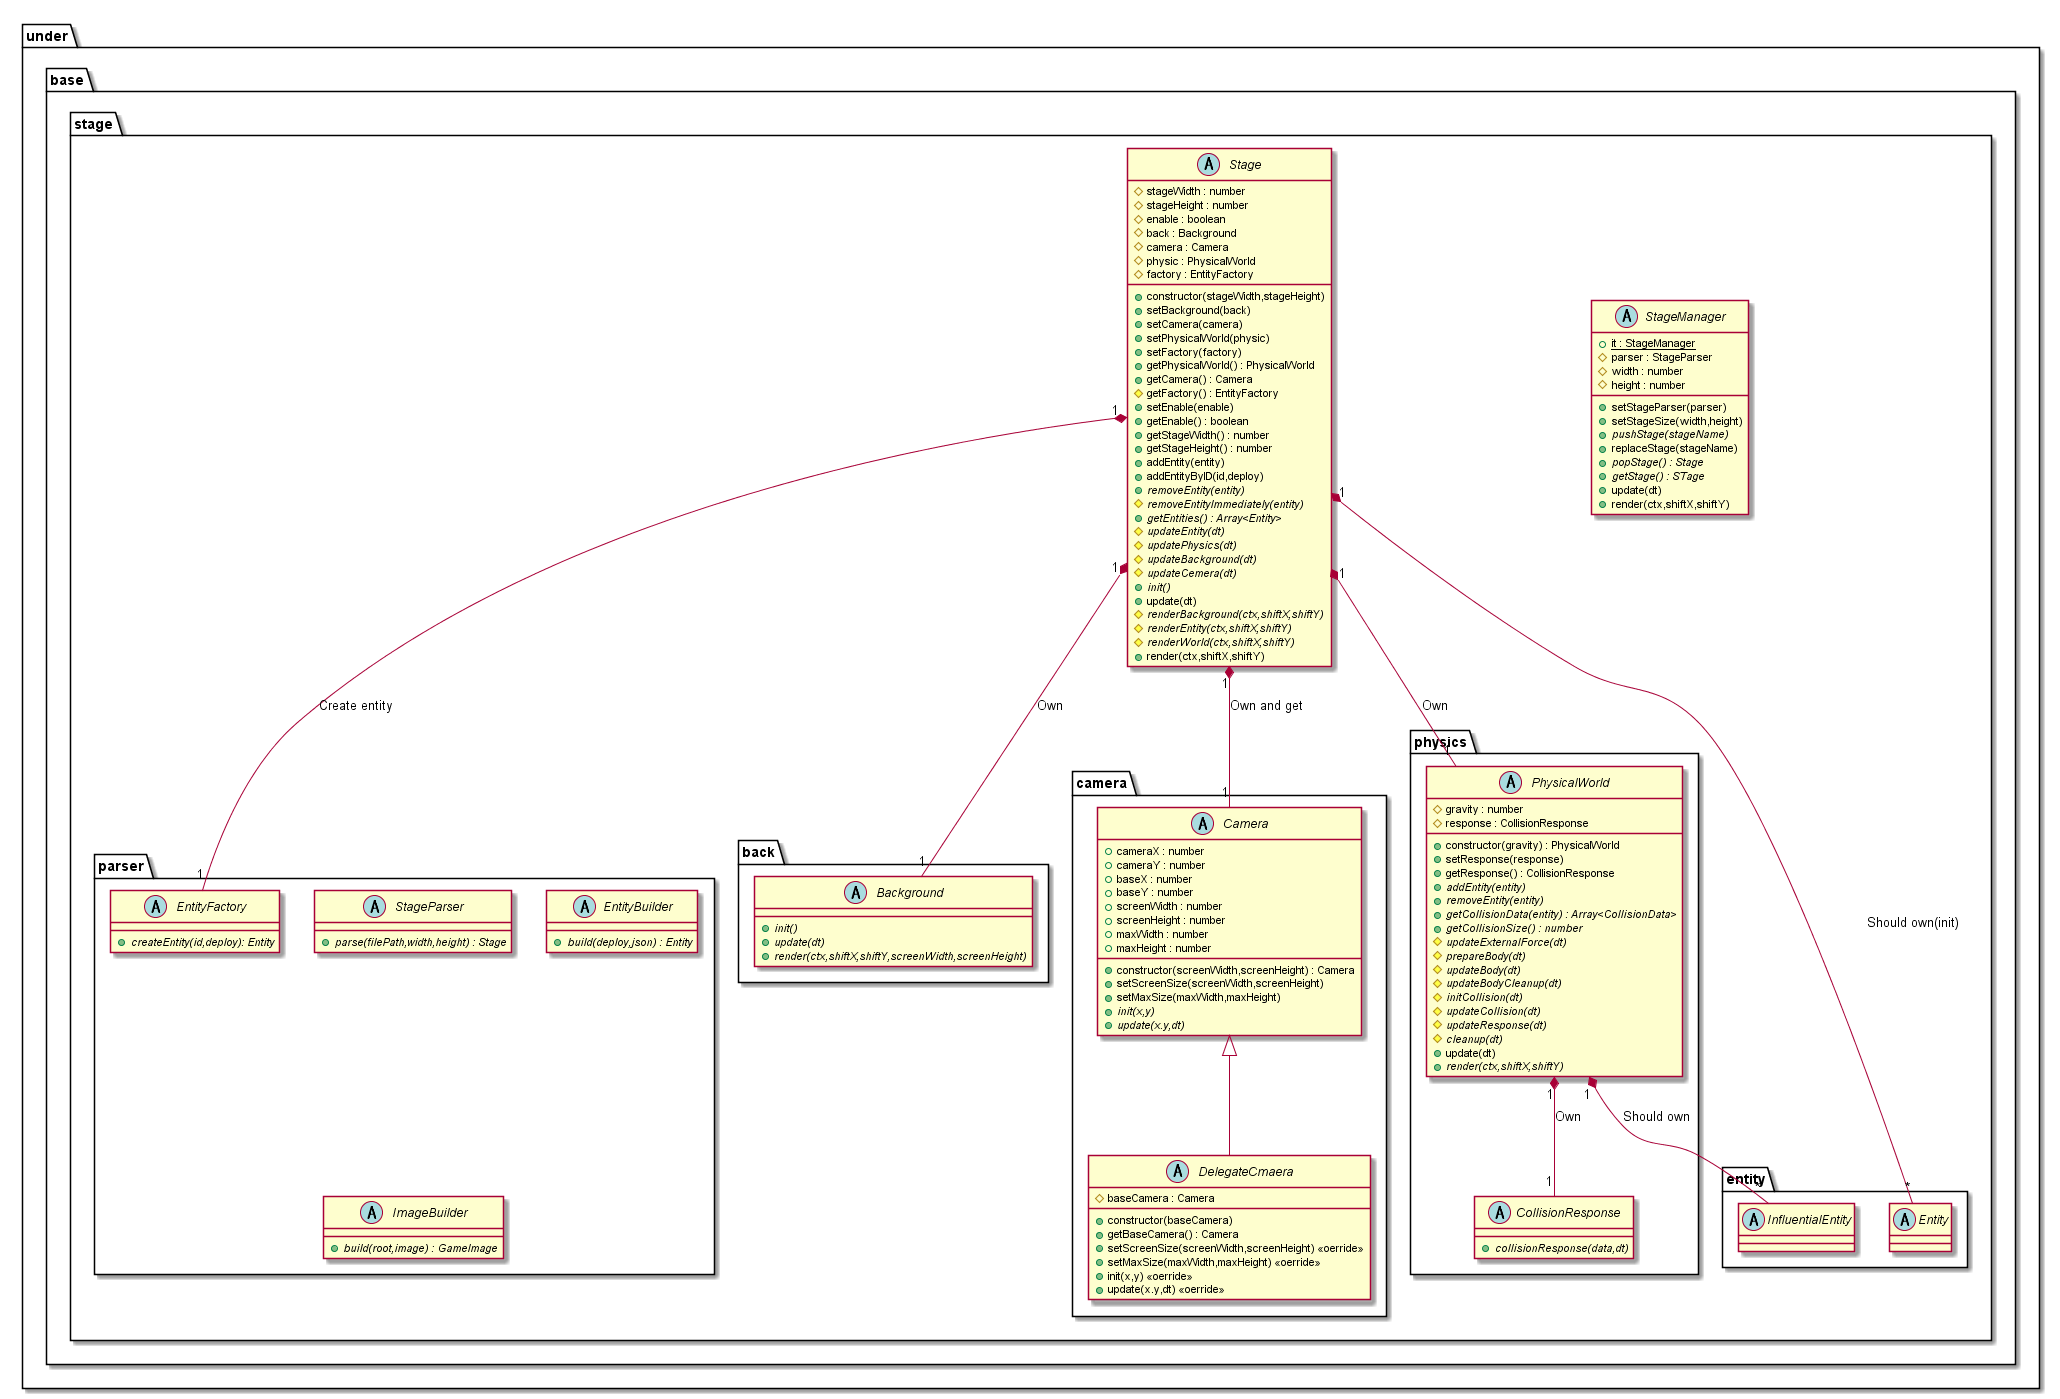 under
base
stage
A Stage
stageWidth : number
stageHeight : number
enable : boolean
back : Background
camera : Camera
physic : PhysicalWorld
factory : EntityFactory
constructor(stageWidth,stageHeight)
setBackground(back)
setCamera(camera)
setPhysicalWorld(physic)
setFactory(factory)
getPhysicalWorld() : PhysicalWorld
getCamera() : Camera
getFactory() : EntityFactory
setEnable(enable)
getEnable() : boolean
getStageWidth() : number
getStageHeight() : number
addEntity(entity)
addEntityByID(id,deploy)
removeEntity(entity)
removeEntityImmediately(entity)
getEntities() : Array<Entity>
updateEntity(dt)
updatePhysics(dt)
updateBackground(dt)
updateCemera(dt)
init()
update(dt)
renderBackground(ctx,shiftX,shiftY)
renderEntity(ctx,shiftX,shiftY)
renderWorld(ctx,shiftX,shiftY)
render(ctx,shiftX,shiftY)
A StageManager
it : StageManager
parser : StageParser
width : number
height : number
setStageParser(parser)
setStageSize(width,height)
pushStage(stageName)
replaceStage(stageName)
popStage() : Stage
getStage() : STage
update(dt)
render(ctx,shiftX,shiftY)
1
1
1
1
1
Create entity
Own
Own and get
Own
Should own(init)
parser
1
A EntityFactory
createEntity(id,deploy): Entity
A StageParser
parse(filePath,width,height) : Stage
A EntityBuilder
build(deploy,json) : Entity
A ImageBuilder
build(root,image) : GameImage
back
1
A Background
init()
update(dt)
render(ctx,shiftX,shiftY,screenWidth,screenHeight)
camera
1
A Camera
cameraX : number
cameraY : number
baseX : number
baseY : number
screenWidth : number
screenHeight : number
maxWidth : number
maxHeight : number
constructor(screenWidth,screenHeight) : Camera
setScreenSize(screenWidth,screenHeight)
setMaxSize(maxWidth,maxHeight)
init(x,y)
update(x.y,dt)
A DelegateCmaera
baseCamera : Camera
constructor(baseCamera)
getBaseCamera() : Camera
setScreenSize(screenWidth,screenHeight) «oerride»
setMaxSize(maxWidth,maxHeight) «oerride»
init(x,y) «oerride»
update(x.y,dt) «oerride»
physics
1
A PhysicalWorld
gravity : number
response : CollisionResponse
constructor(gravity) : PhysicalWorld
setResponse(response)
getResponse() : CollisionResponse
addEntity(entity)
removeEntity(entity)
getCollisionData(entity) : Array<CollisionData>
getCollisionSize() : number
updateExternalForce(dt)
prepareBody(dt)
updateBody(dt)
updateBodyCleanup(dt)
initCollision(dt)
updateCollision(dt)
updateResponse(dt)
cleanup(dt)
update(dt)
render(ctx,shiftX,shiftY)
1
1
Own
Should own
1
A CollisionResponse
collisionResponse(data,dt)
entity
*
*
A InfluentialEntity
A Entity